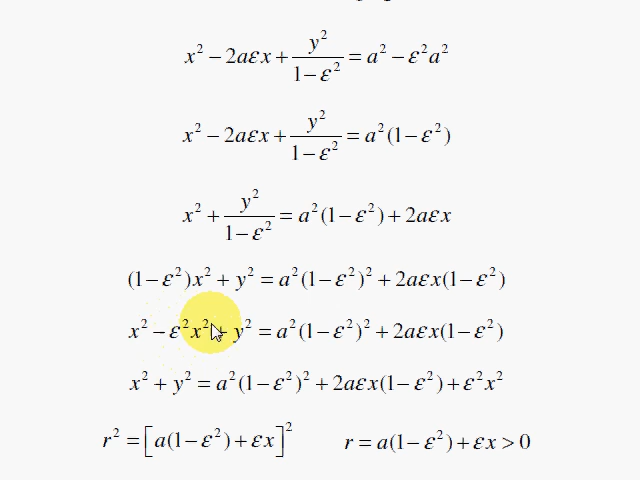 x² − 2aεx + y²/(1−ε²) = a² − ε²a²
x² − 2aεx + y²/(1−ε²) = a²(1−ε²)
x² + y²/(1−ε²) = a²(1−ε²) + 2aεx
(1−ε²)x² + y² = a²(1−ε²)² + 2aεx(1−ε²)
x² − ε²x² + y² = a²(1−ε²)² + 2aεx(1−ε²)
x² + y² = a²(1−ε²)² + 2aεx(1−ε²) + ε²x²
r² = [a(1−ε²) + εx]² r = a(1−ε²) + εx > 0